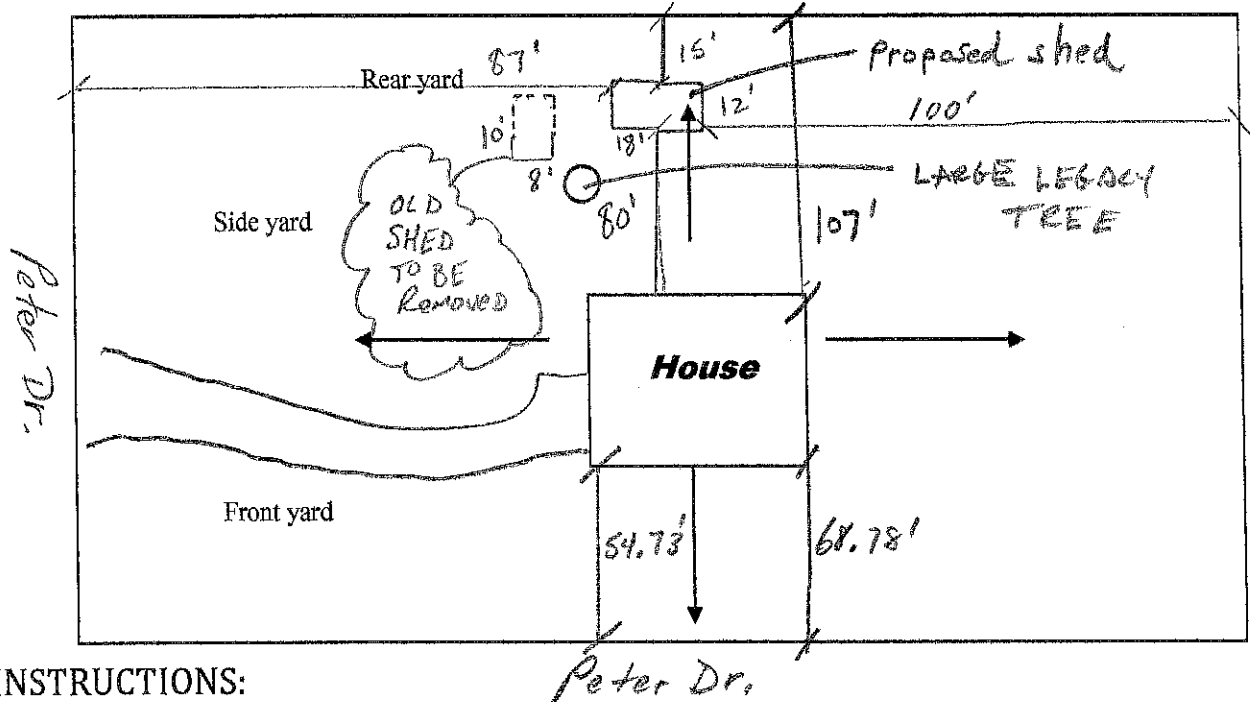 15'
Proposed shed
87'
Rear yard
12'
100'
10'
18'
8'
LARGE LEGACY
TREE
OLD
SHED
TO BE
REMOVED
80'
107'
Side yard
Peter Dr.
House
Front yard
54.73'
68.78'
INSTRUCTIONS:
Peter Dr.